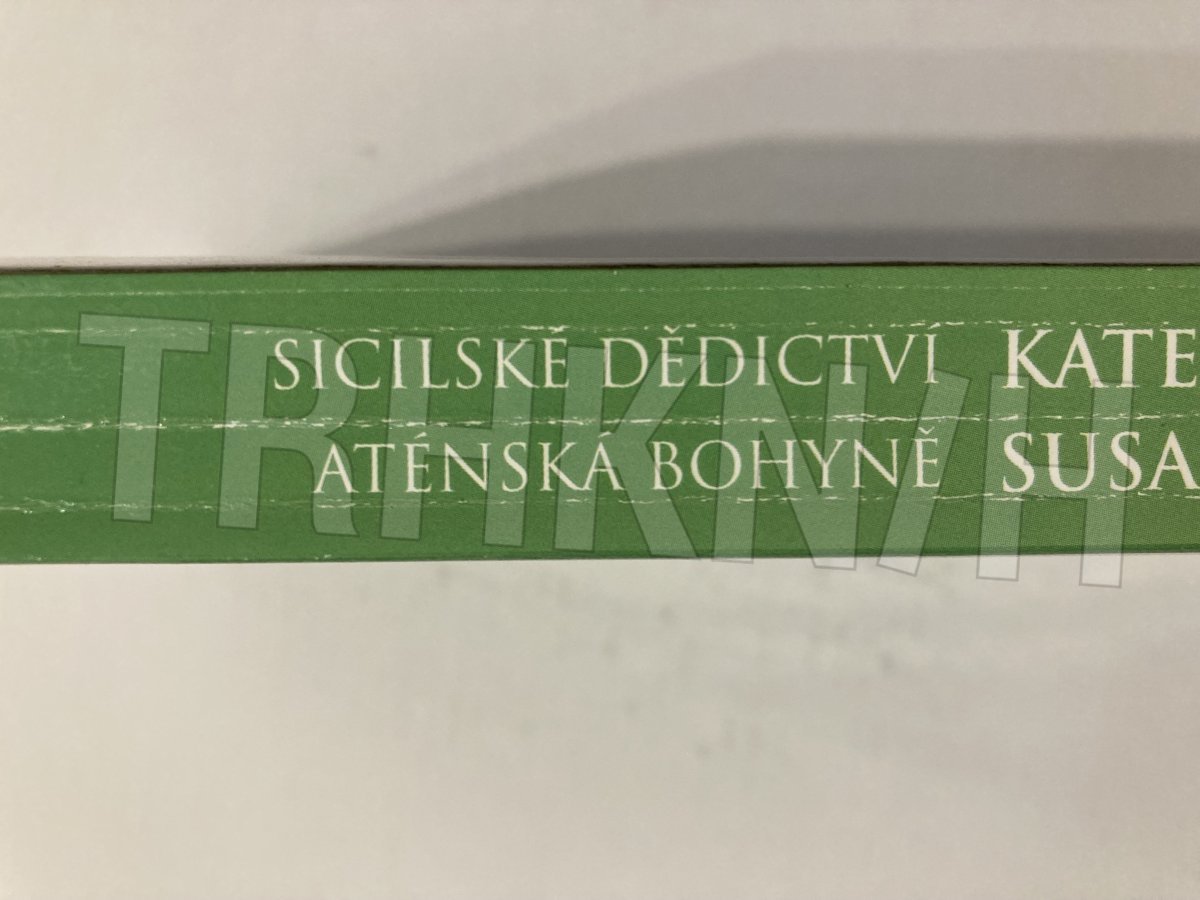 SICILSKÉ DĚDICTVÍ KATE
ATÉNSKÁ BOHYNĚ SUSA
TRHKNIH